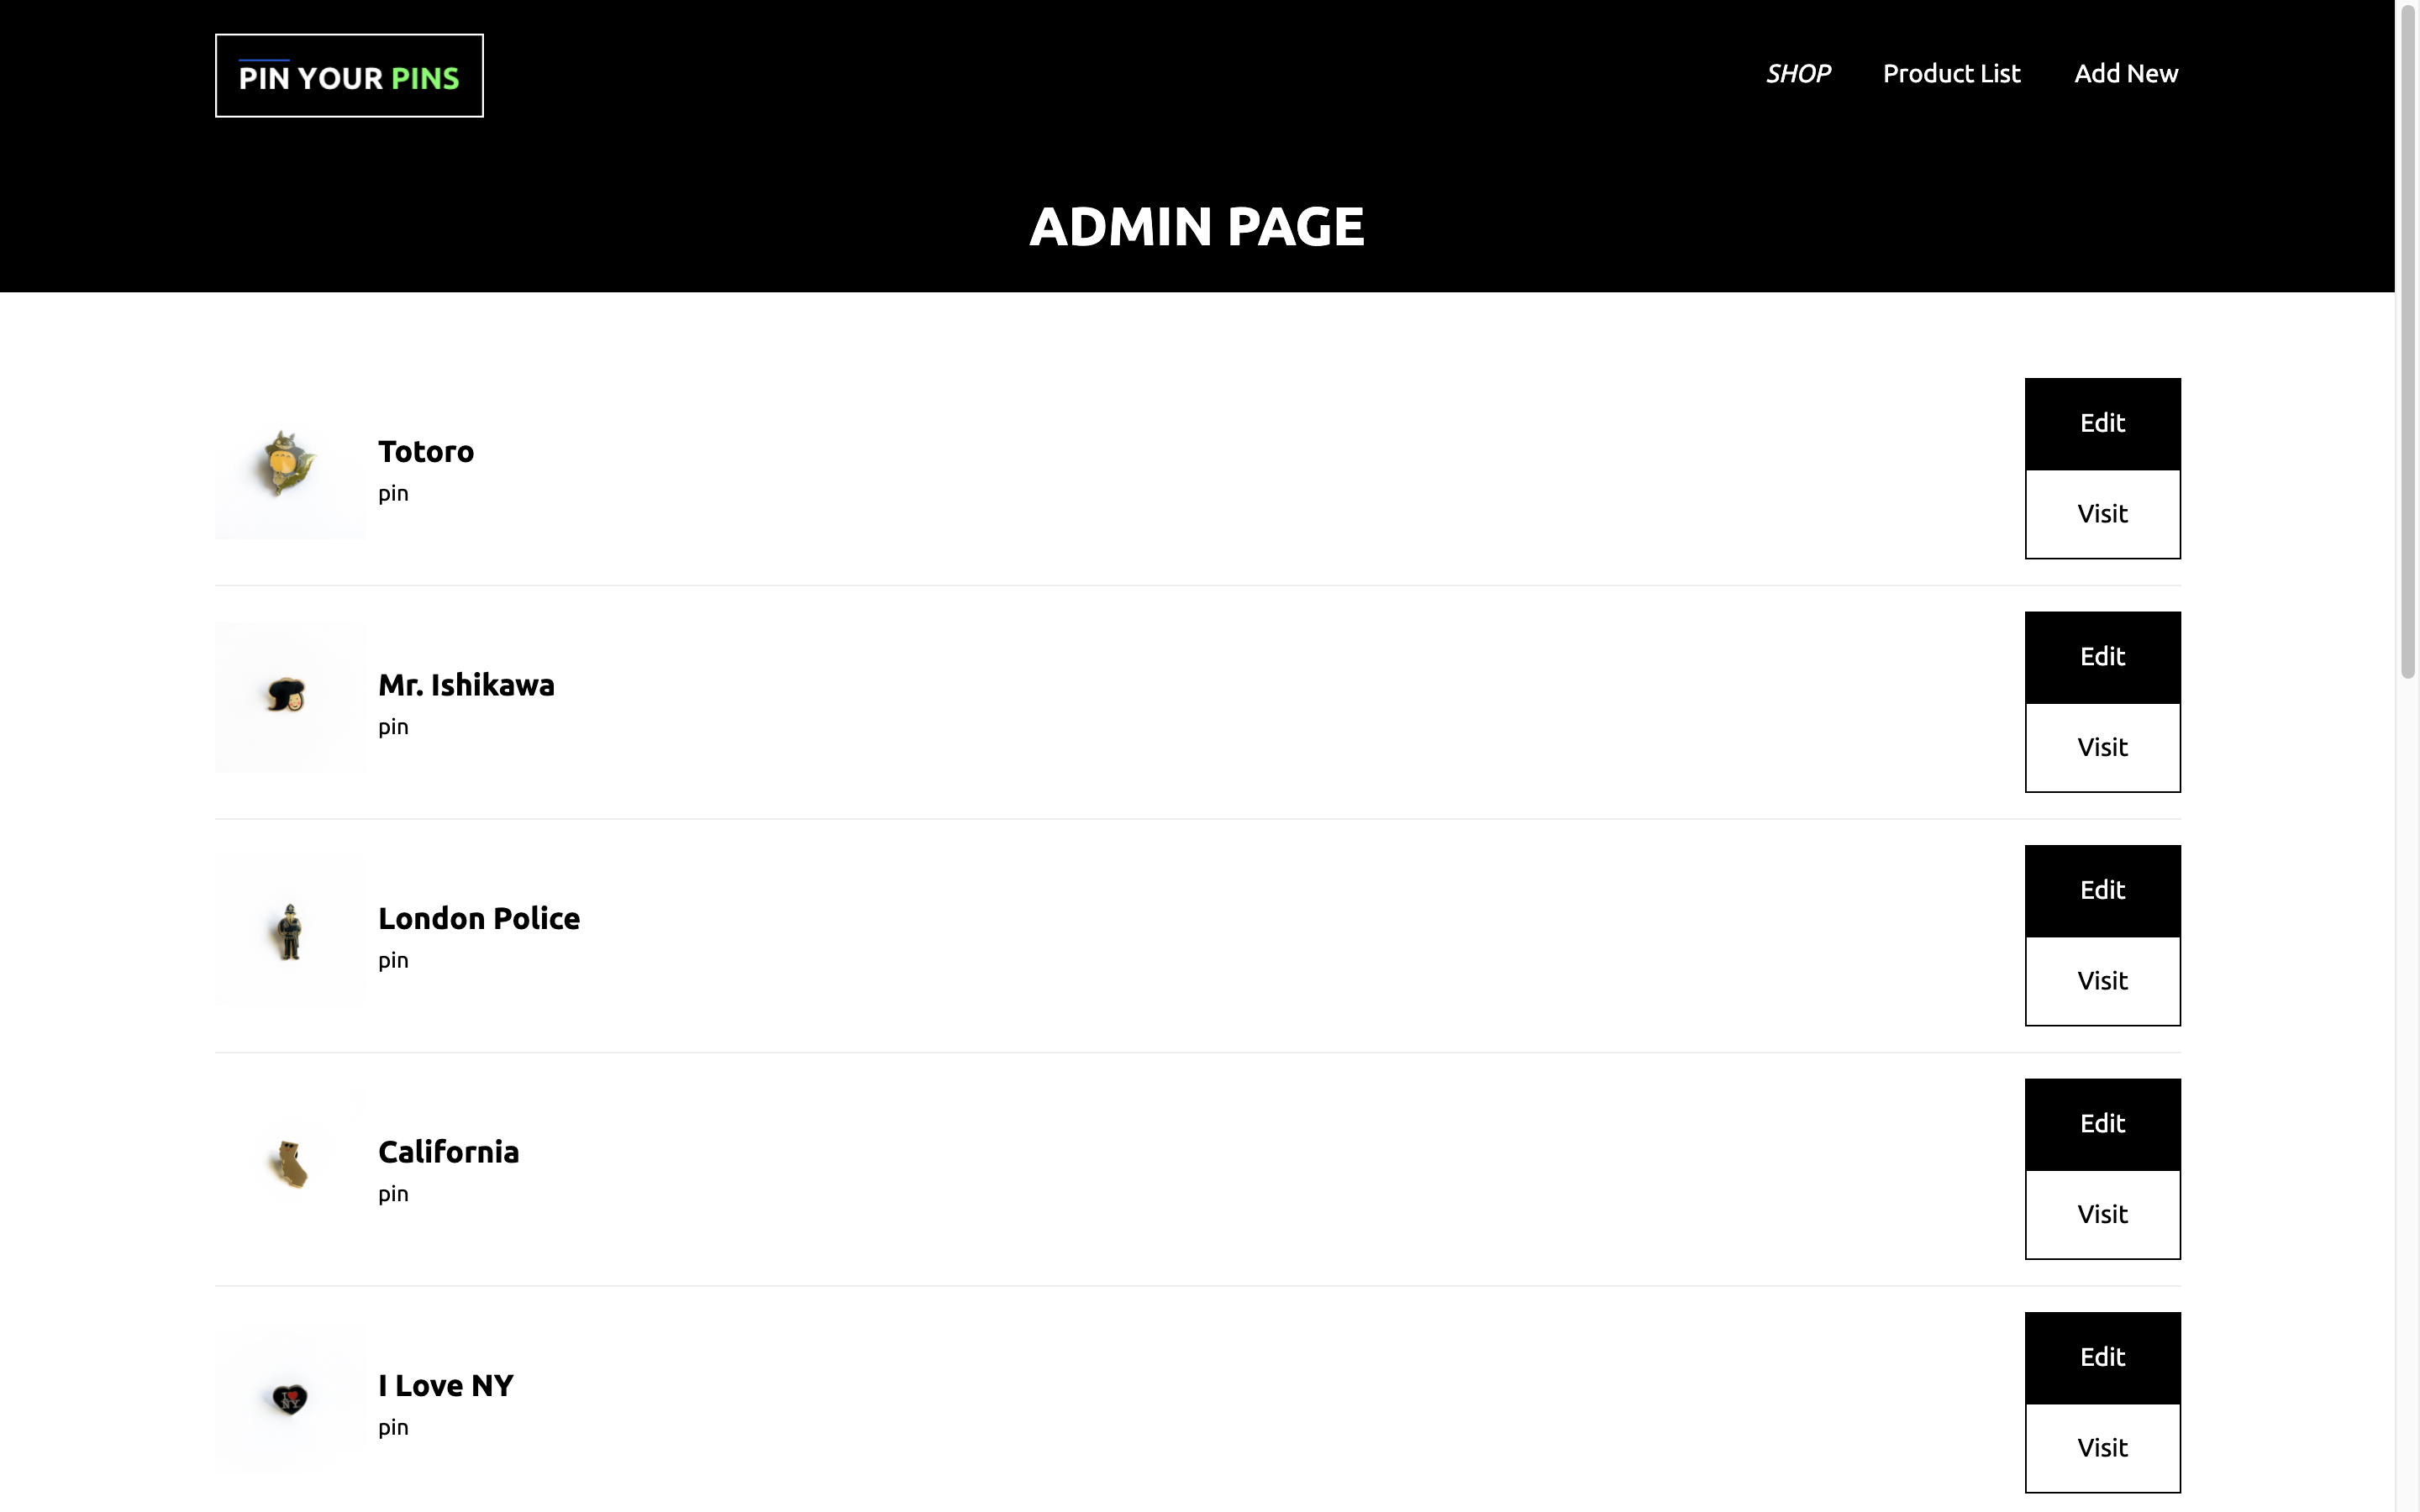 PIN YOUR PINS
SHOP Product List Add New
ADMIN PAGE
Totoro
pin
Edit
Visit
Mr. Ishikawa
pin
Edit
Visit
London Police
pin
Edit
Visit
California
pin
Edit
Visit
I NY
I Love NY
pin
Edit
Visit